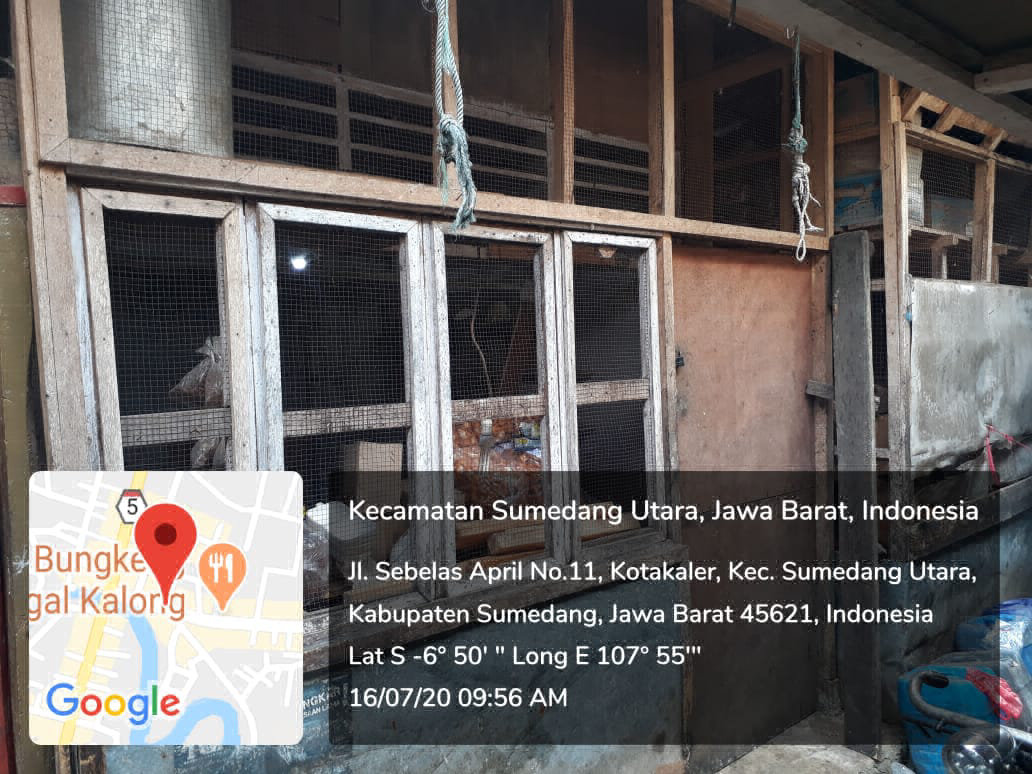 5
Bungke
gal Kalong
Google
Kecamatan Sumedang Utara, Jawa Barat, Indonesia
Jl. Sebelas April No.11, Kotakaler, Kec. Sumedang Utara,
Kabupaten Sumedang, Jawa Barat 45621, Indonesia
Lat S -6° 50' " Long E 107° 55'"
16/07/20 09:56 AM